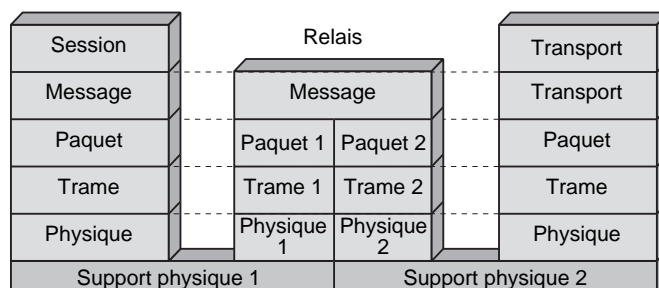 Relais
Session
Message
Paquet
Trame
Physique
Message
Paquet 1
Paquet 2
Trame 1
Trame 2
Physique
1
Physique
2
Transport
Transport
Paquet
Trame
Physique
Support physique 1
Support physique 2